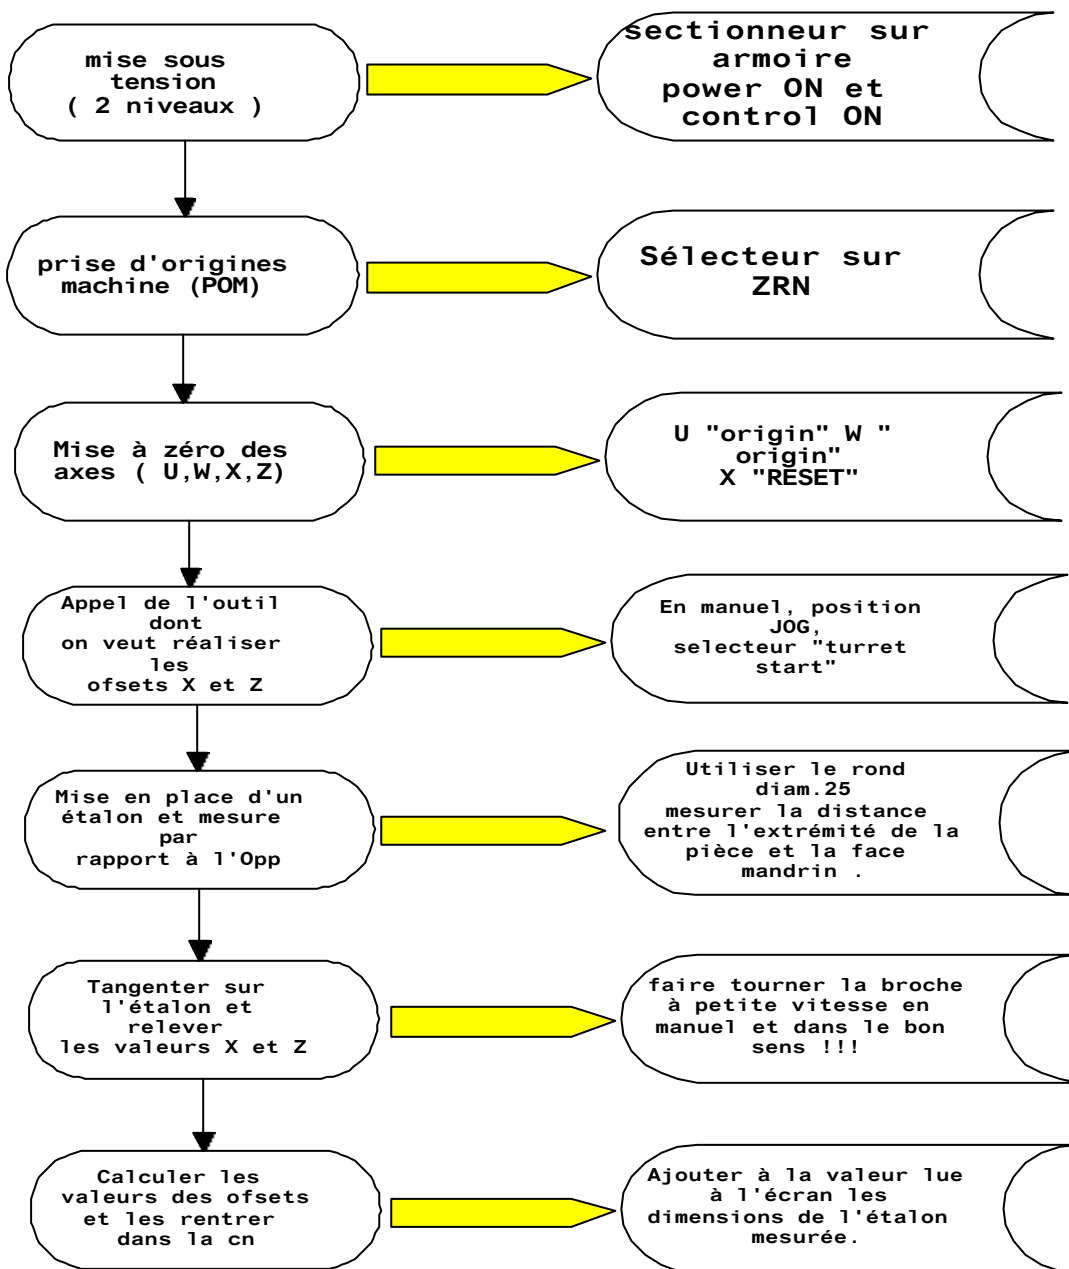 mise sous
tension
( 2 niveaux )
sectionneur sur
armoire
power ON et
control ON
prise d'origines
machine (POM)
Sélecteur sur
ZRN
Mise à zéro des
axes ( U,W,X,Z)
U "origin" W "
origin"
X "RESET"
Appel de l'outil
dont
on veut réaliser
les
ofsets X et Z
En manuel, position
JOG,
selecteur "turret
start"
Mise en place d'un
étalon et mesure
par
rapport à l'Opp
Utiliser le rond
diam.25
mesurer la distance
entre l'extrémité de la
pièce et la face
mandrin .
Tangenter sur
l'étalon et
relever
les valeurs X et Z
faire tourner la broche
à petite vitesse en
manuel et dans le bon
sens !!!
Calculer les
valeurs des ofsets
et les rentrer
dans la cn
Ajouter à la valeur lue
à l'écran les
dimensions de l'étalon
mesurée.